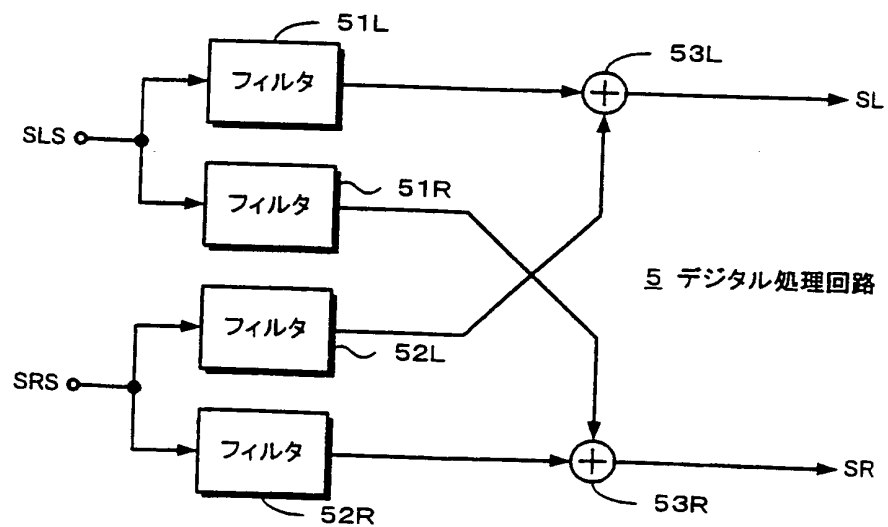 51L
53L
フィルタ
SL
SLS
フィルタ
51R
5 デジタル処理回路
フィルタ
52L
SRS
フィルタ
SR
52R
53R